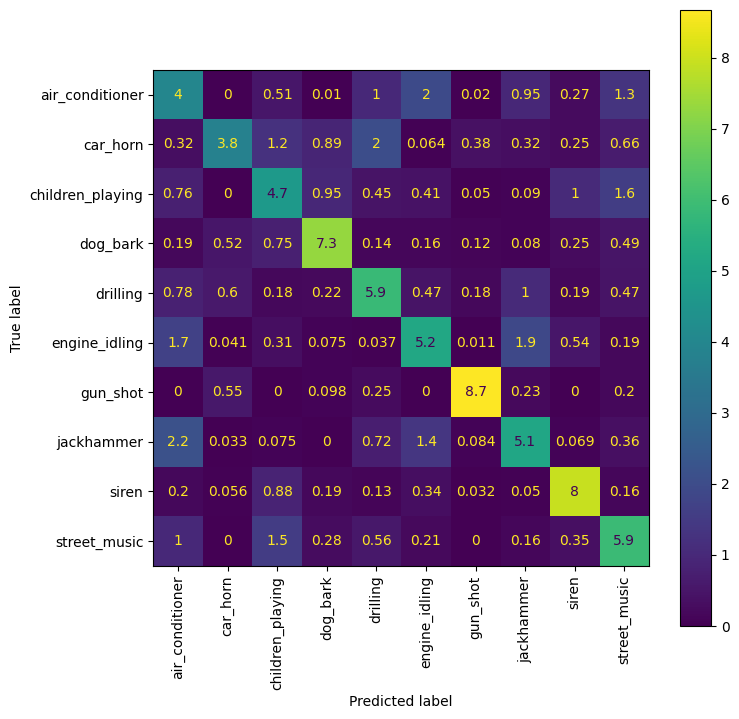 air_conditioner 4 0 0.51 0.01 1 2 0.02 0.95 0.27 1.3
car_horn 0.32 3.8 1.2 0.89 2 0.064 0.38 0.32 0.25 0.66
children_playing 0.76 0 4.7 0.95 0.45 0.41 0.05 0.09 1 1.6
dog_bark 0.19 0.52 0.75 7.3 0.14 0.16 0.12 0.08 0.25 0.49
drilling 0.78 0.6 0.18 0.22 5.9 0.47 0.18 1 0.19 0.47
engine_idling 1.7 0.041 0.31 0.075 0.037 5.2 0.011 1.9 0.54 0.19
gun_shot 0 0.55 0 0.098 0.25 0 8.7 0.23 0 0.2
jackhammer 2.2 0.033 0.075 0 0.72 1.4 0.084 5.1 0.069 0.36
siren 0.2 0.056 0.88 0.19 0.13 0.34 0.032 0.05 8 0.16
street_music 1 0 1.5 0.28 0.56 0.21 0 0.16 0.35 5.9
True label
air_conditioner
car_horn
children_playing
dog_bark
drilling
engine_idling
gun_shot
jackhammer
siren
street_music
Predicted label
8
7
6
5
4
3
2
1
0